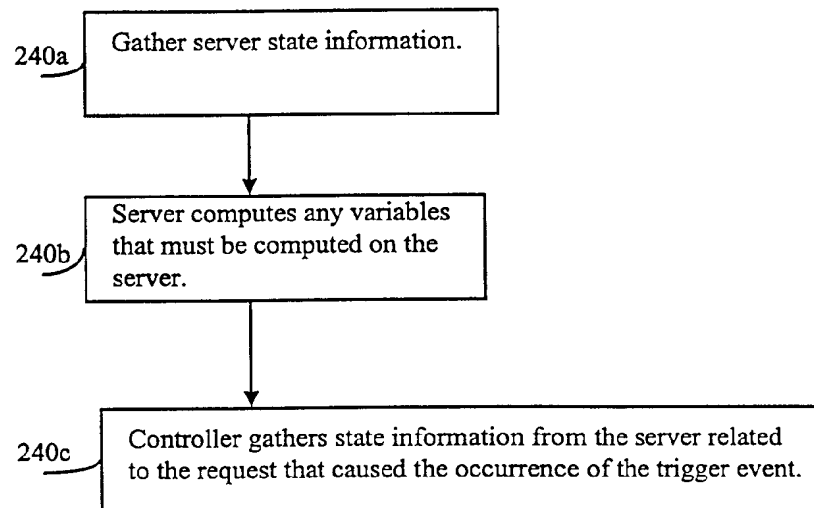 240a
Gather server state information.
240b
Server computes any variables
that must be computed on the
server.
240c
Controller gathers state information from the server related
to the request that caused the occurrence of the trigger event.